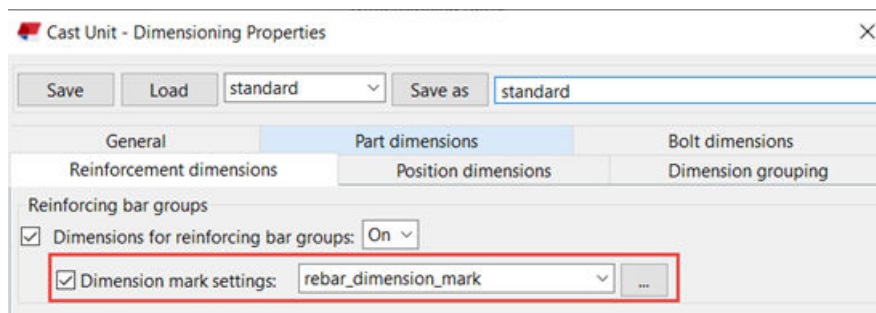 Cast Unit - Dimensioning Properties
Save Load standard Save as standard
General Part dimensions Bolt dimensions
Reinforcement dimensions Position dimensions Dimension grouping
Reinforcing bar groups
Dimensions for reinforcing bar groups: On
Dimension mark settings: rebar_dimension_mark ...